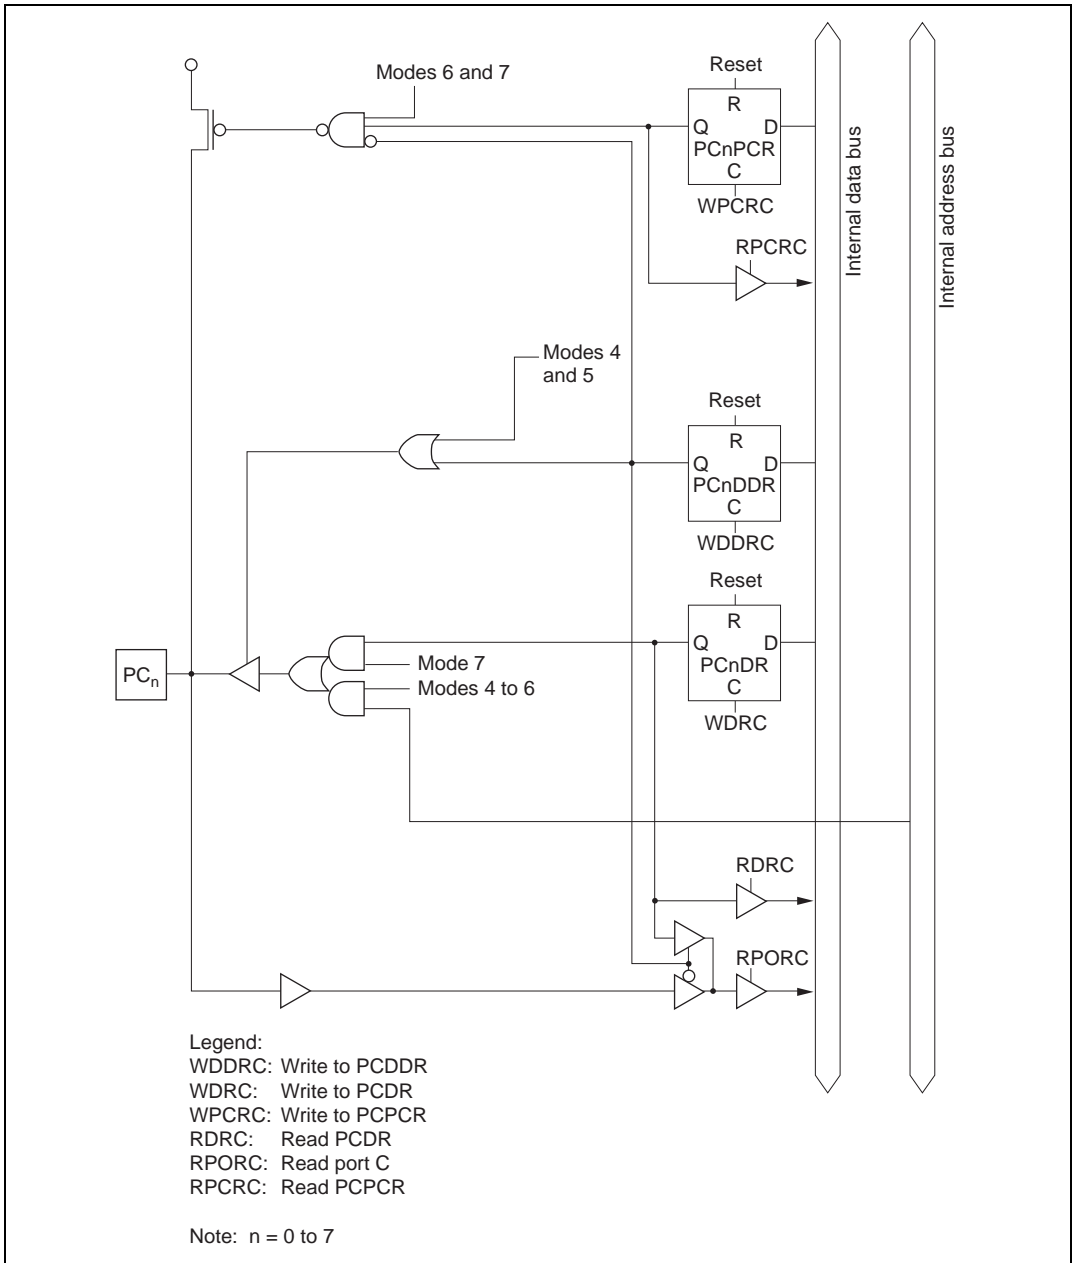 Modes 6 and 7
Reset
R
Q D
PCnPCR
C
WPCRC
RPCRC
Internal data bus
Internal address bus
Modes 4
and 5
Reset
R
Q D
PCnDDR
C
WDDRC
Reset
R
Q D
PCnDR
C
WDRC
PCn
Mode 7
Modes 4 to 6
RDRC
RPORC
Legend:
WDDRC: Write to PCDDR
WDRC: Write to PCDR
WPCRC: Write to PCPCR
RDRC: Read PCDR
RPORC: Read port C
RPCRC: Read PCPCR
Note: n = 0 to 7